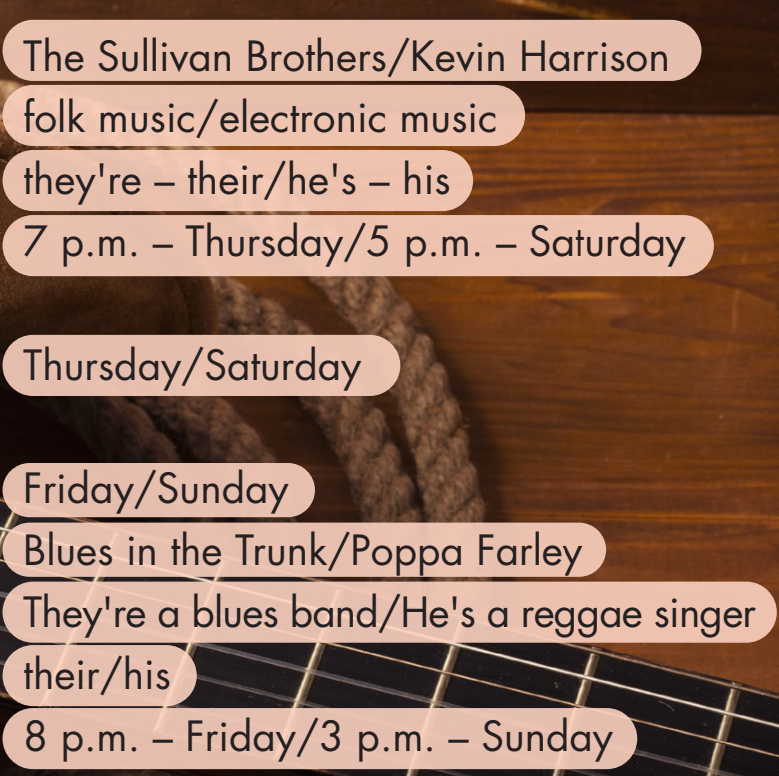 The Sullivan Brothers/Kevin Harrison
folk music/electronic music
they're – their/he's – his
7 p.m. – Thursday/5 p.m. – Saturday
Thursday/Saturday
Friday/Sunday
Blues in the Trunk/Poppa Farley
They're a blues band/He's a reggae singer
their/his
8 p.m. – Friday/3 p.m. – Sunday